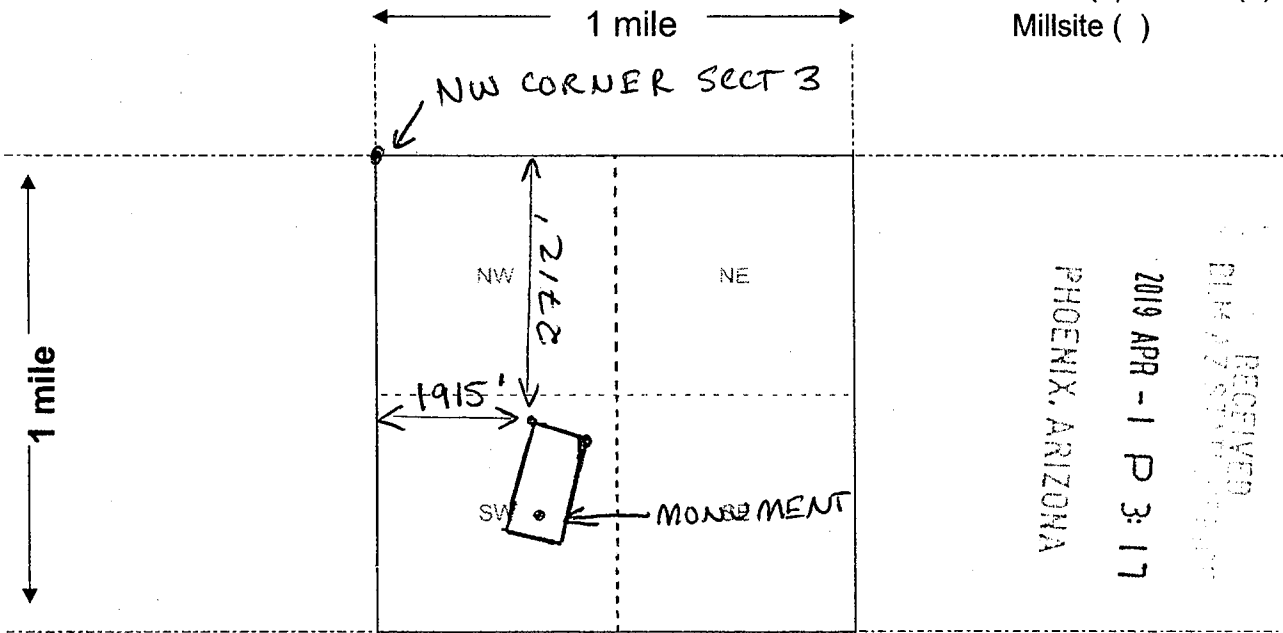 1 mile
Millsite ( )
NW CORNER SECT 3
1 mile
NW
2712'
NE
1915'
SW
MONUMENT
SE
RECEIVED
2019 APR -1 P 3:17
PHOENIX, ARIZONA